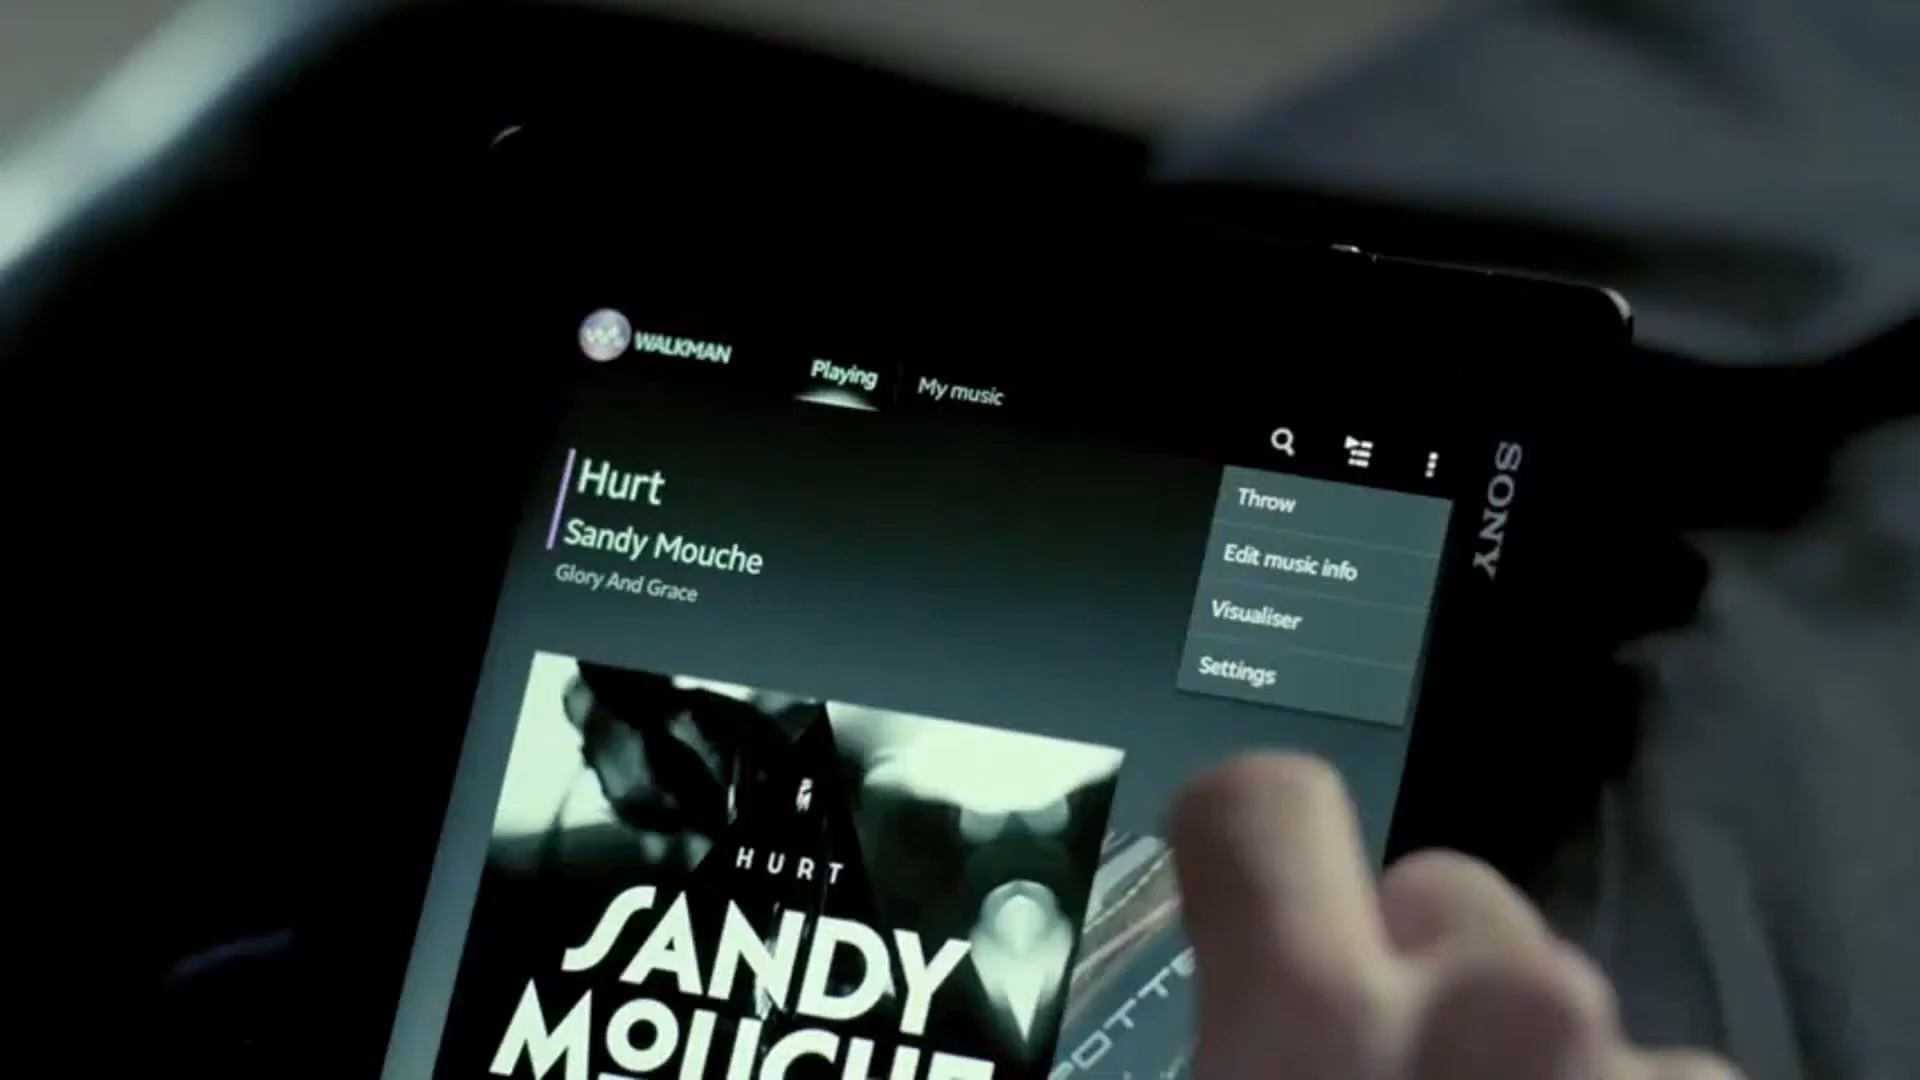 WALKMAN
Playing
My music
Hurt
Sandy Mouche
Glory And Grace
Throw
Edit music info
Visualiser
Settings
SONY
HURT
SANDY
MOUCHE